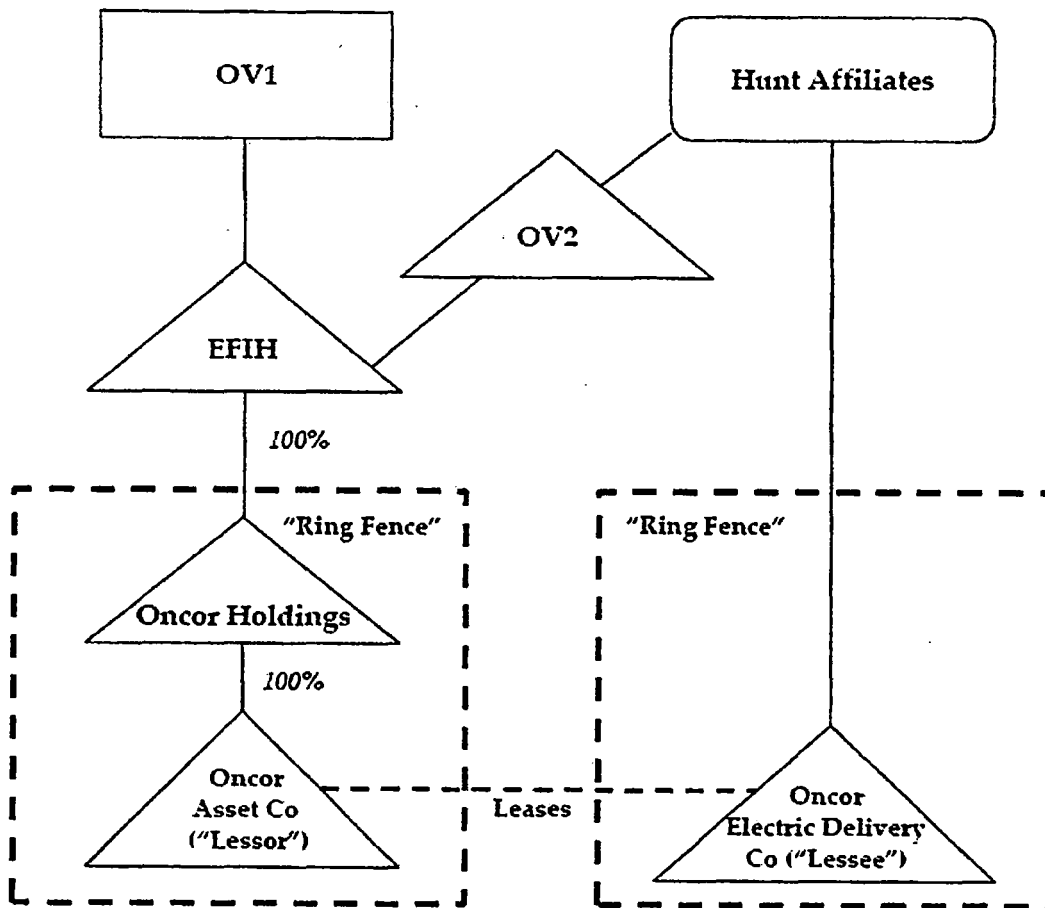 OV1
Hunt Affiliates
OV2
EFIH
100%
"Ring Fence"
"Ring Fence"
Oncor Holdings
100%
Oncor
Asset Co
("Lessor")
Leases
Oncor
Electric Delivery
Co ("Lessee")